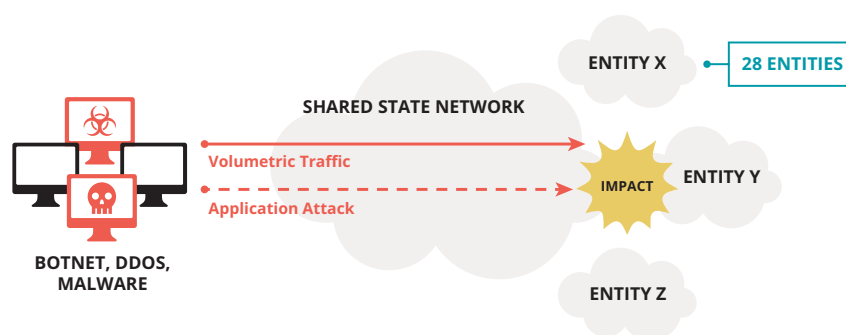 ENTITY X
28 ENTITIES
SHARED STATE NETWORK
Volumetric Traffic
IMPACT
ENTITY Y
Application Attack
BOTNET, DDOS,
MALWARE
ENTITY Z